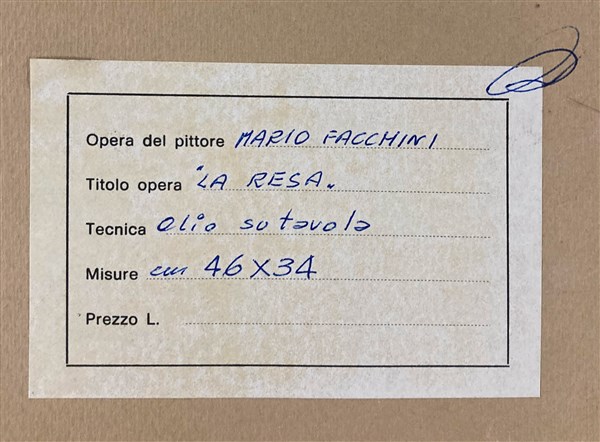 Opera del pittore MARIO FACCHINI
Titolo opera "LA RESA"
Tecnica olio su tavola
Misure cm 46X34
Prezzo L.